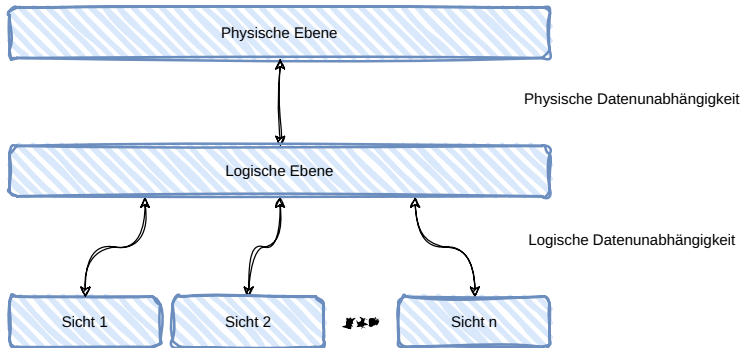 Physische Ebene
Physische Datenunabhängigkeit
Logische Ebene
Logische Datenunabhängigkeit
Sicht 1
Sicht 2
Sicht n